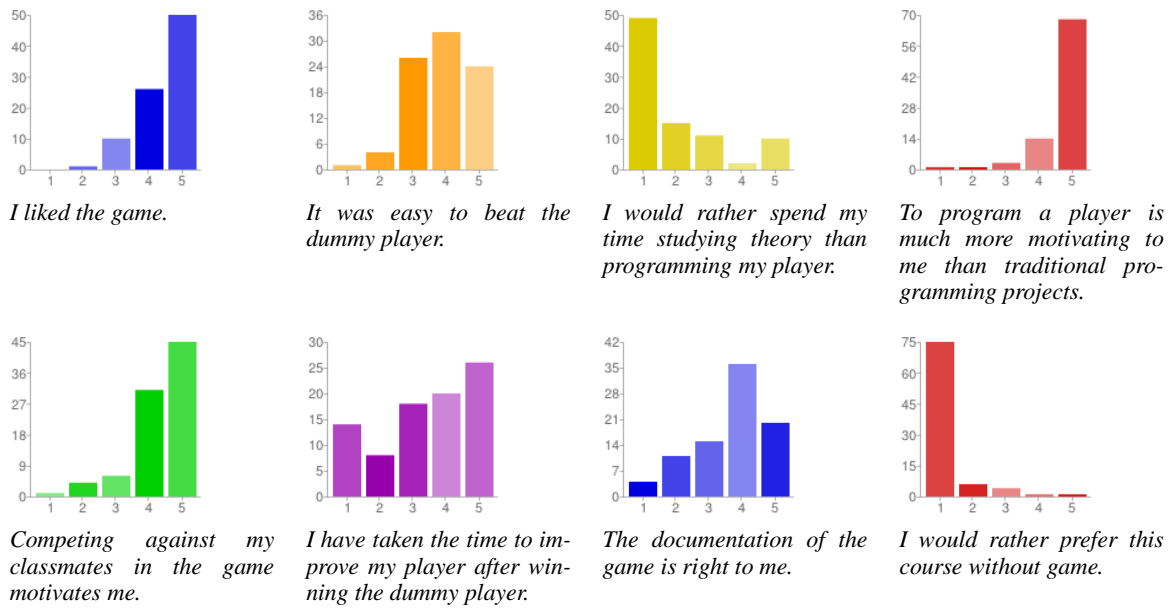 50
40
30
20
10
0
1 2 3 4 5
I liked the game.
36
30
24
18
12
6
0
1 2 3 4 5
It was easy to beat the
dummy player.
50
40
30
20
10
0
1 2 3 4 5
I would rather spend my
time studying theory than
programming my player.
70
56
42
28
14
0
1 2 3 4 5
To program a player is
much more motivating to
me than traditional pro-
gramming projects.
45
36
27
18
9
0
1 2 3 4 5
Competing against my
classmates in the game
motivates me.
30
25
20
15
10
5
0
1 2 3 4 5
I have taken the time to im-
prove my player after win-
ning the dummy player.
42
35
28
21
14
7
0
1 2 3 4 5
The documentation of the
game is right to me.
75
60
45
30
15
0
1 2 3 4 5
I would rather prefer this
course without game.